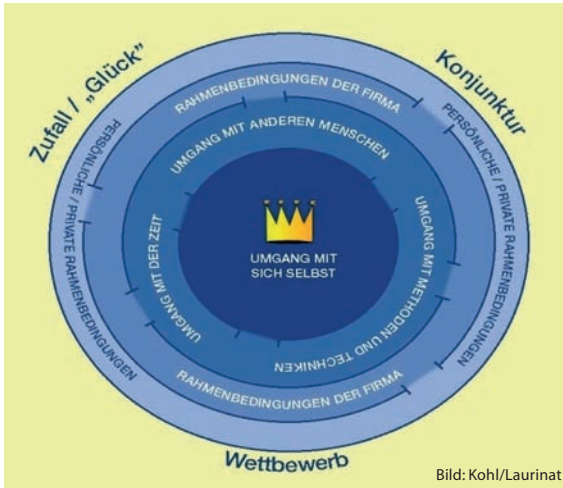 Zufall / „Glück”
Konjunktur
RAHMENBEDINGUNGEN DER FIRMA
PERSÖNLICHE / PRIVATE RAHMENBEDINGUNGEN
PERSÖNLICHE / PRIVATE RAHMENBEDINGUNGEN
UMGANG MIT ANDEREN MENSCHEN
UMGANG MIT DER ZEIT
UMGANG MIT METHODEN UND TECHNIKEN
UMGANG MIT
SICH SELBST
RAHMENBEDINGUNGEN DER FIRMA
Wettbewerb
Bild: Kohl/Laurinat